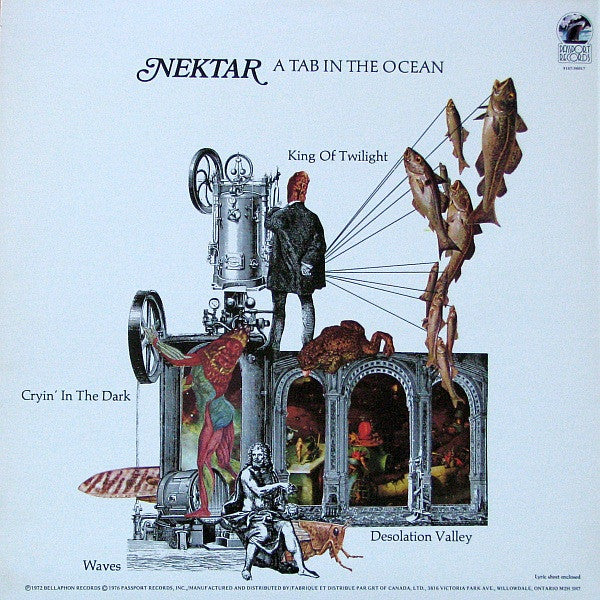 NEKTAR A TAB IN THE OCEAN
PASSPORT RECORDS
King Of Twilight
Cryin' In The Dark
Desolation Valley
Waves
Lyric sheet enclosed
© 1972 BELLAPHON RECORDS © 1976 PASSPORT RECORDS, INC., MANUFACTURED AND DISTRIBUTED BY/FABRIQUE ET DISTRIBUE PAR GRT OF CANADA, LTD., 3816 VICTORIA PARK AVE., WILLOWDALE, ONTARIO M2H 3H7